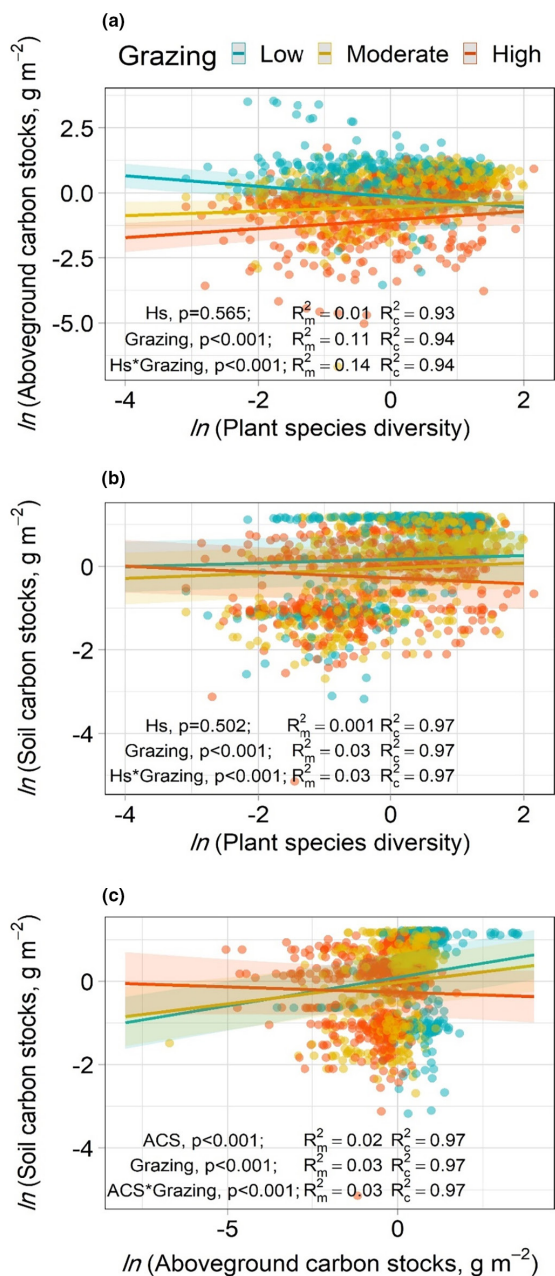 (a)
Grazing Low Moderate High
ln (Aboveground carbon stocks, g m⁻²)
2.5
0.0
-2.5
-5.0
Hs, p=0.565; R²m = 0.01 R²c = 0.93
Grazing, p<0.001; R²m = 0.11 R²c = 0.94
Hs*Grazing, p<0.001; R²m = 0.14 R²c = 0.94
-4 -2 0 2
ln (Plant species diversity)
(b)
ln (Soil carbon stocks, g m⁻²)
0
-2
-4
Hs, p=0.502; R²m = 0.001 R²c = 0.97
Grazing, p<0.001; R²m = 0.03 R²c = 0.97
Hs*Grazing, p<0.001; R²m = 0.03 R²c = 0.97
-4 -2 0 2
ln (Plant species diversity)
(c)
ln (Soil carbon stocks, g m⁻²)
0
-2
-4
ACS, p<0.001; R²m = 0.02 R²c = 0.97
Grazing, p<0.001; R²m = 0.03 R²c = 0.97
ACS*Grazing, p<0.001; R²m = 0.03 R²c = 0.97
-5 0
ln (Aboveground carbon stocks, g m⁻²)